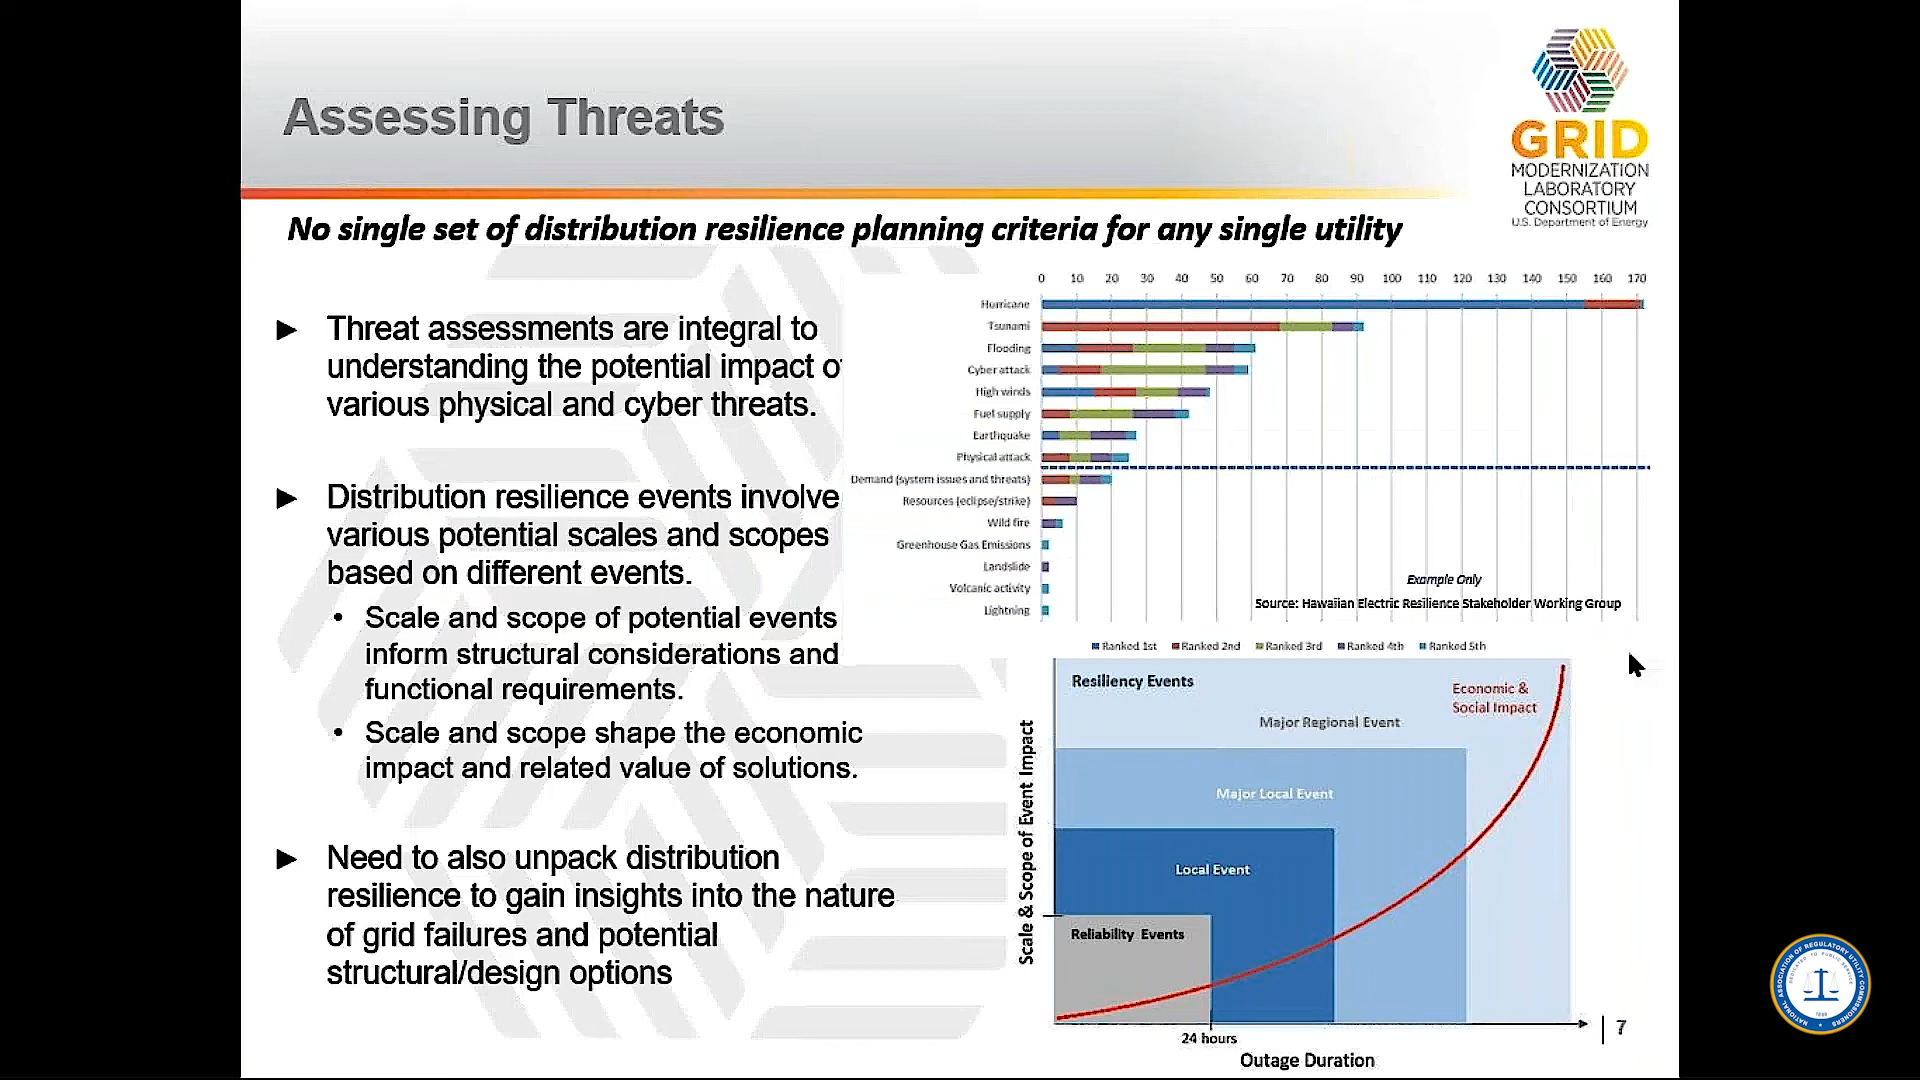 Assessing Threats
GRID
MODERNIZATION
LABORATORY
CONSORTIUM
U.S. Department of Energy
No single set of distribution resilience planning criteria for any single utility
► Threat assessments are integral to
understanding the potential impact of
various physical and cyber threats.
► Distribution resilience events involve
various potential scales and scopes
based on different events.
• Scale and scope of potential events
inform structural considerations and
functional requirements.
• Scale and scope shape the economic
impact and related value of solutions.
► Need to also unpack distribution
resilience to gain insights into the nature
of grid failures and potential
structural/design options
0 10 20 30 40 50 60 70 80 90 100 110 120 130 140 150 160 170
Hurricane
Tsunami
Flooding
Cyber attack
High winds
Fuel supply
Earthquake
Physical attack
Demand (system issues and threats)
Resources (eclipse/strike)
Wild fire
Greenhouse Gas Emissions
Landslide
Volcanic activity
Lightning
Example Only
Source: Hawaiian Electric Resilience Stakeholder Working Group
Ranked 1st Ranked 2nd Ranked 3rd Ranked 4th Ranked 5th
Resiliency Events
Economic &
Social Impact
Major Regional Event
Major Local Event
Local Event
Reliability Events
Scale & Scope of Event Impact
24 hours
Outage Duration
7
NATIONAL ASSOCIATION OF REGULATORY UTILITY COMMISSIONERS